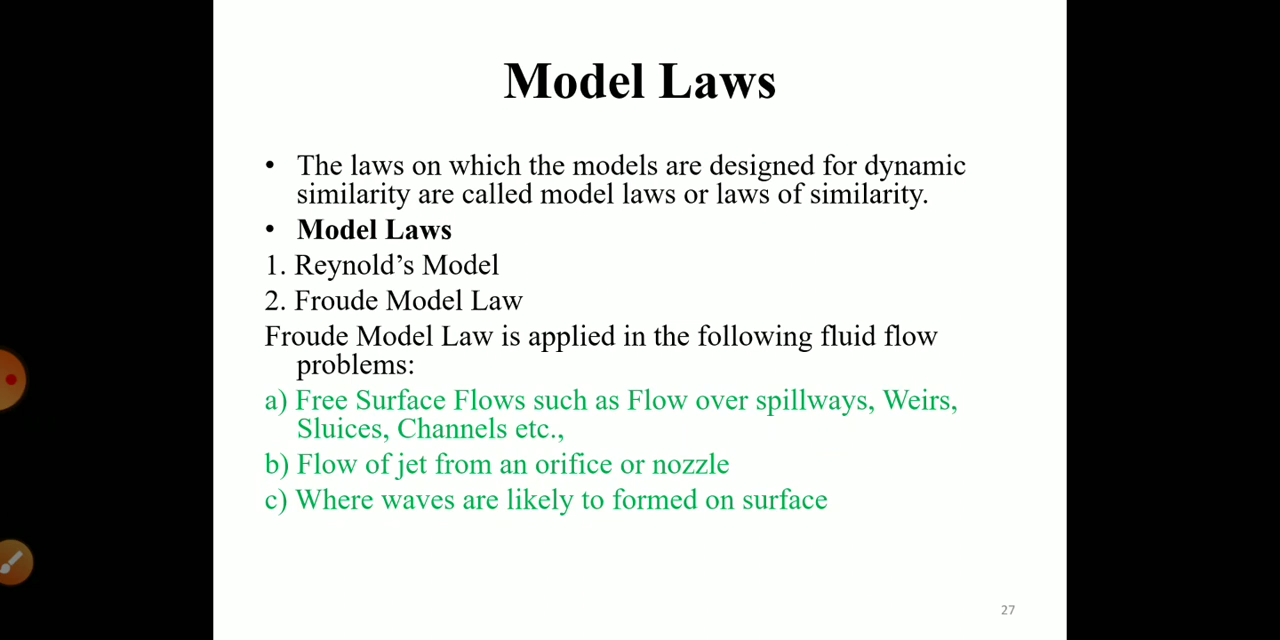 Model Laws
• The laws on which the models are designed for dynamic
similarity are called model laws or laws of similarity.
• Model Laws
1. Reynold’s Model
2. Froude Model Law
Froude Model Law is applied in the following fluid flow
problems:
a) Free Surface Flows such as Flow over spillways, Weirs,
Sluices, Channels etc.,
b) Flow of jet from an orifice or nozzle
c) Where waves are likely to formed on surface
27